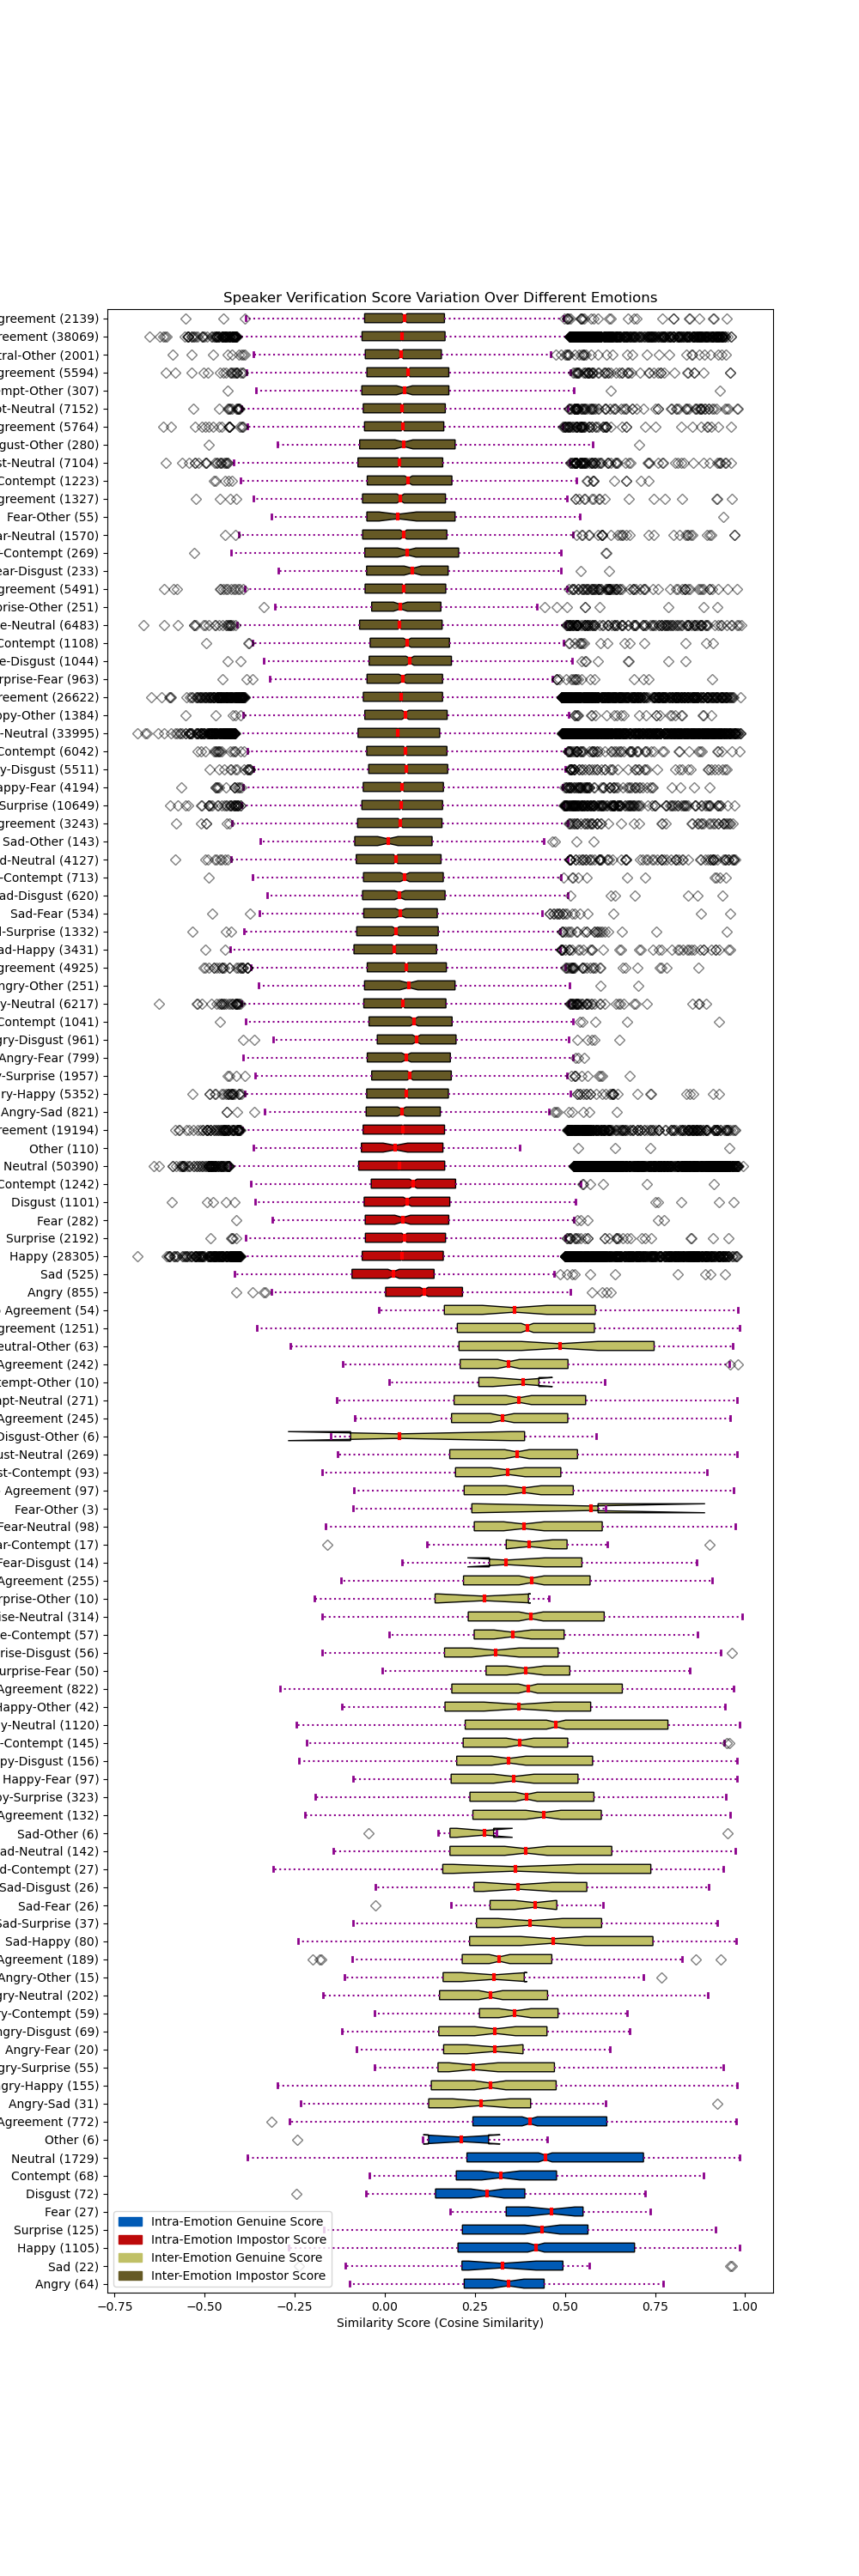 Speaker Verification Score Variation Over Different Emotions
greement (2139)
reement (38069)
tral-Other (2001)
greement (5594)
empt-Other (307)
pt-Neutral (7152)
greement (5764)
gust-Other (280)
st-Neutral (7104)
Contempt (1223)
greement (1327)
Fear-Other (55)
ar-Neutral (1570)
-Contempt (269)
ear-Disgust (233)
greement (5491)
prise-Other (251)
e-Neutral (6483)
Contempt (1108)
e-Disgust (1044)
rprise-Fear (963)
eement (26622)
ppy-Other (1384)
-Neutral (33995)
Contempt (6042)
y-Disgust (5511)
appy-Fear (4194)
Surprise (10649)
greement (3243)
Sad-Other (143)
d-Neutral (4127)
-Contempt (713)
ad-Disgust (620)
Sad-Fear (534)
d-Surprise (1332)
ad-Happy (3431)
greement (4925)
ngry-Other (251)
y-Neutral (6217)
Contempt (1041)
gry-Disgust (961)
Angry-Fear (799)
y-Surprise (1957)
ry-Happy (5352)
Angry-Sad (821)
reement (19194)
Other (110)
Neutral (50390)
Contempt (1242)
Disgust (1101)
Fear (282)
Surprise (2192)
Happy (28305)
Sad (525)
Angry (855)
Agreement (54)
greement (1251)
eutral-Other (63)
Agreement (242)
tempt-Other (10)
mpt-Neutral (271)
Agreement (245)
Disgust-Other (6)
ust-Neutral (269)
st-Contempt (93)
Agreement (97)
Fear-Other (3)
Fear-Neutral (98)
ar-Contempt (17)
Fear-Disgust (14)
Agreement (255)
urprise-Other (10)
ise-Neutral (314)
e-Contempt (57)
rise-Disgust (56)
urprise-Fear (50)
Agreement (822)
Happy-Other (42)
y-Neutral (1120)
-Contempt (145)
py-Disgust (156)
Happy-Fear (97)
py-Surprise (323)
Agreement (132)
Sad-Other (6)
ad-Neutral (142)
d-Contempt (27)
Sad-Disgust (26)
Sad-Fear (26)
Sad-Surprise (37)
Sad-Happy (80)
Agreement (189)
Angry-Other (15)
gry-Neutral (202)
y-Contempt (59)
ngry-Disgust (69)
Angry-Fear (20)
gry-Surprise (55)
ngry-Happy (155)
Angry-Sad (31)
Agreement (772)
Other (6)
Neutral (1729)
Contempt (68)
Disgust (72)
Fear (27)
Surprise (125)
Happy (1105)
Sad (22)
Angry (64)
Intra-Emotion Genuine Score
Intra-Emotion Impostor Score
Inter-Emotion Genuine Score
Inter-Emotion Impostor Score
−0.75 −0.50 −0.25 0.00 0.25 0.50 0.75 1.00
Similarity Score (Cosine Similarity)